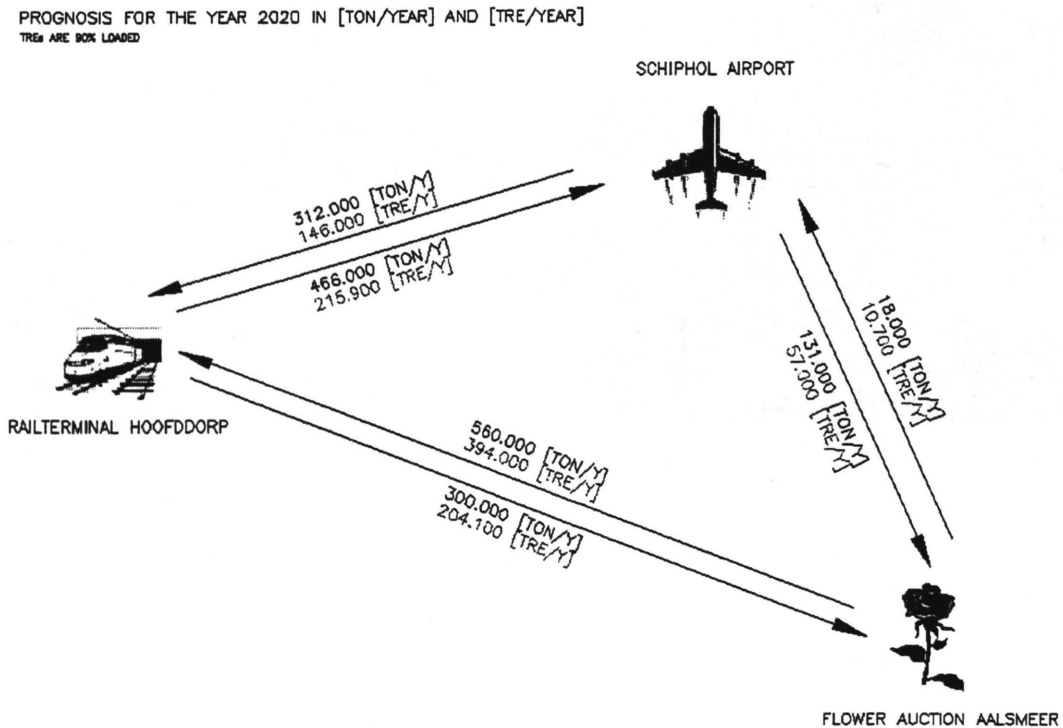 PROGNOSIS FOR THE YEAR 2020 IN [TON/YEAR] AND [TRE/YEAR]
TREs ARE 90% LOADED
SCHIPHOL AIRPORT
312.000 [TON/Y]
146.000 [TRE/Y]
466.000 [TON/Y]
215.900 [TRE/Y]
18.000 [TON/Y]
10.700 [TRE/Y]
131.000 [TON/Y]
[TRE/Y]
RAILTERMINAL HOOFDDORP
560.000 [TON/Y]
394.000 [TRE/Y]
300.000 [TON/Y]
204.100 [TRE/Y]
FLOWER AUCTION AALSMEER